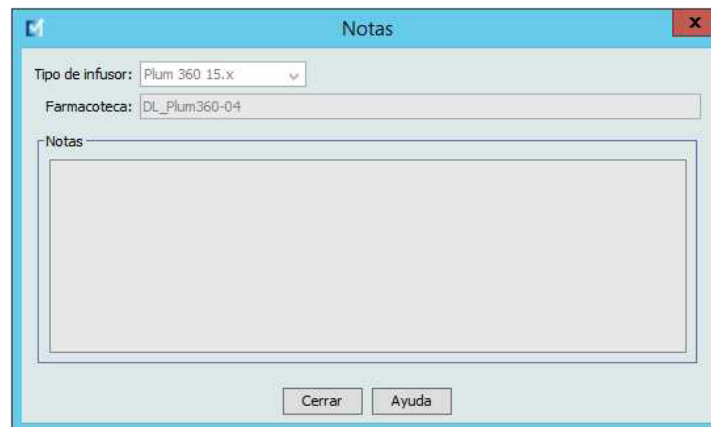 Notas
x
Tipo de infusor: Plum 360 15.x
Farmacoteca: DL_Plum360-04
Notas
Cerrar Ayuda